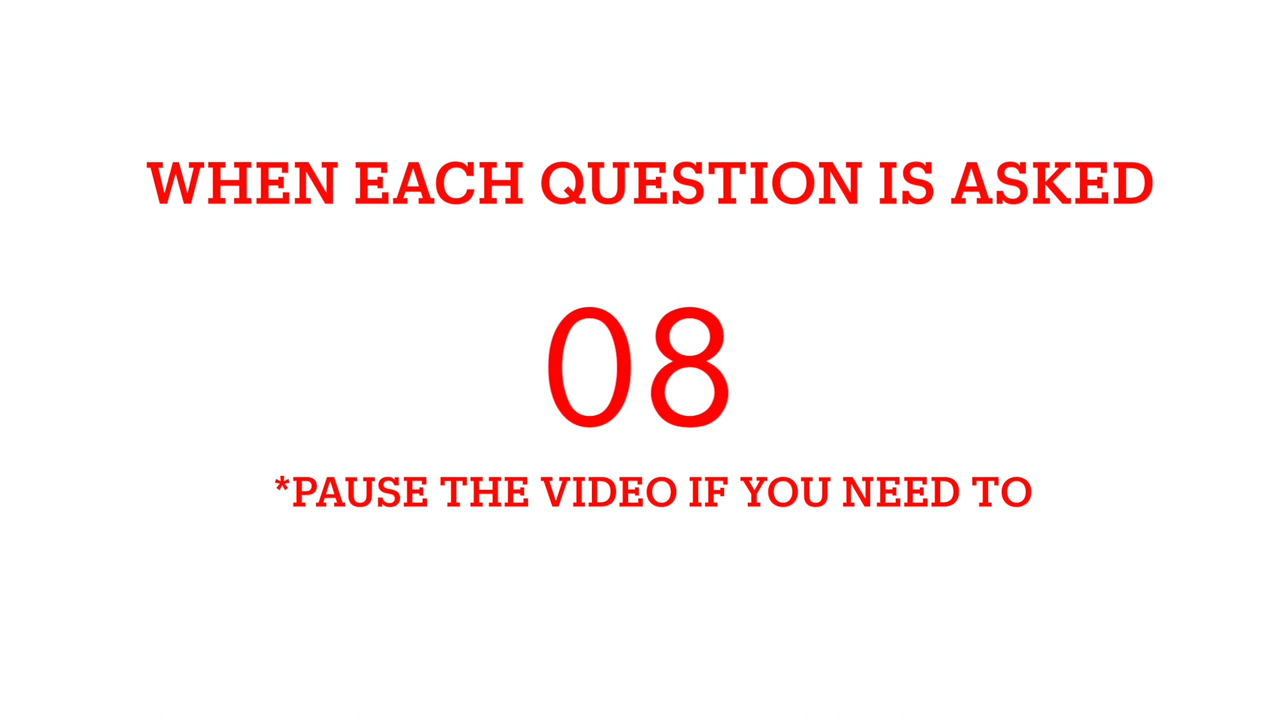 WHEN EACH QUESTION IS ASKED
08
*PAUSE THE VIDEO IF YOU NEED TO